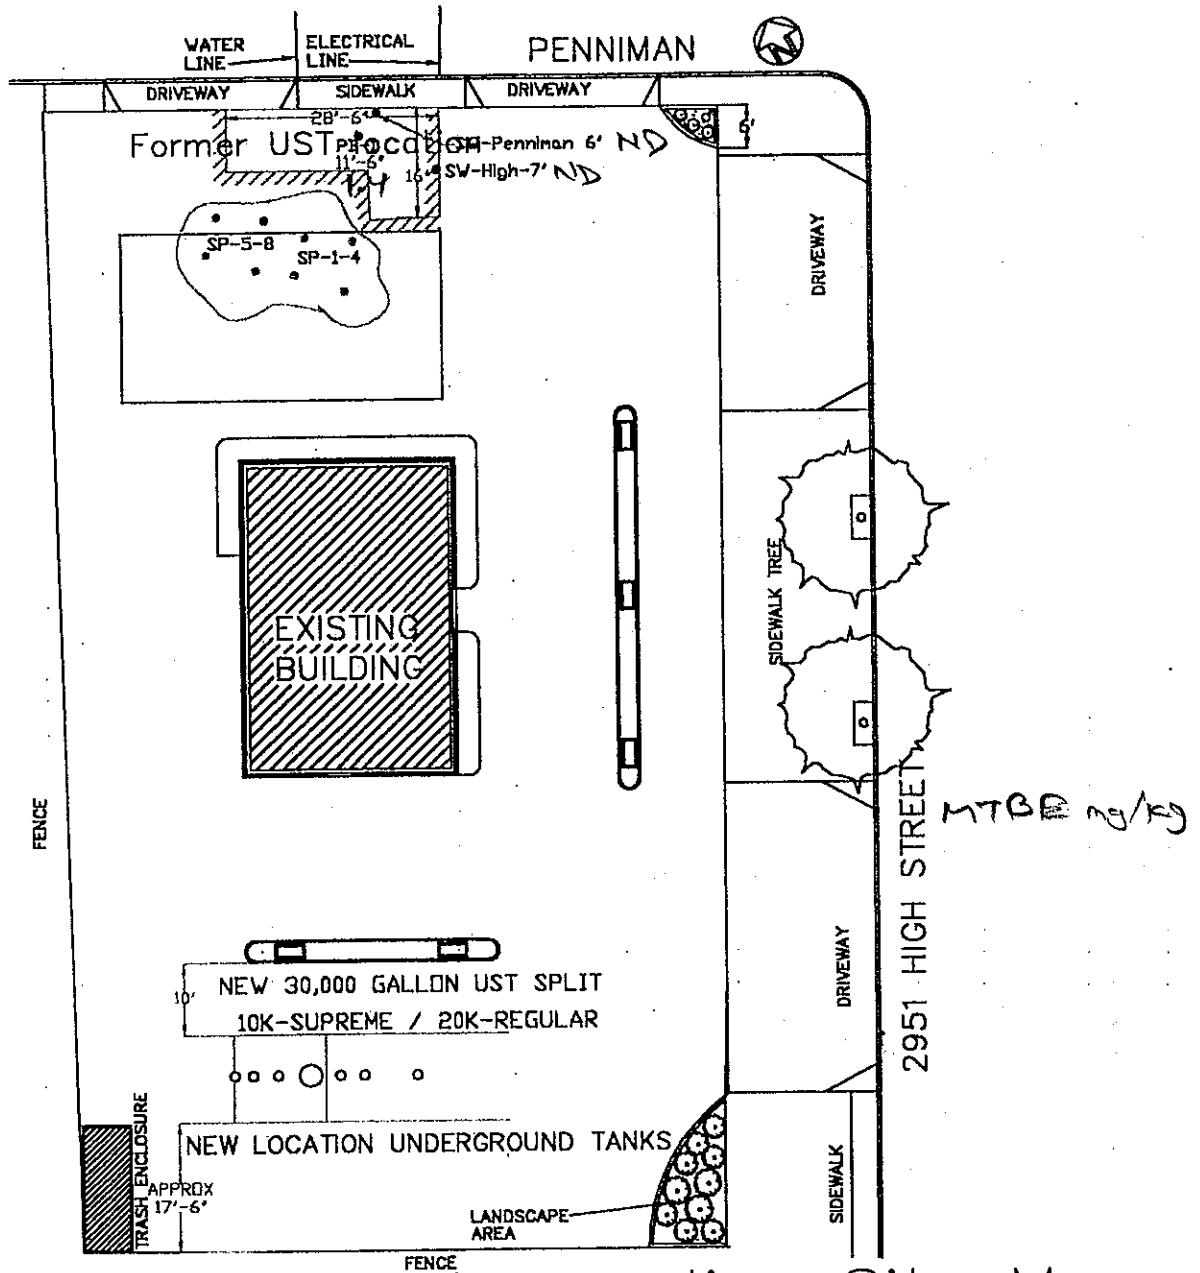 WATER
LINE
ELECTRICAL
LINE
PENNIMAN
N
DRIVEWAY
SIDEWALK
DRIVEWAY
28'-6"
6'
Former UST location
SW-Penniman 6' ND
11'-6"
14
16'
SW-High-7' ND
SP-5-8
SP-1-4
DRIVEWAY
EXISTING
BUILDING
SIDEWALK TREE
FENCE
MTBE mg/kg
2951 HIGH STREET
DRIVEWAY
NEW 30,000 GALLON UST SPLIT
10'
10K-SUPREME / 20K-REGULAR
NEW LOCATION UNDERGROUND TANKS
TRASH ENCLOSURE
APPROX
17'-6"
SIDEWALK
LANDSCAPE
AREA
FENCE